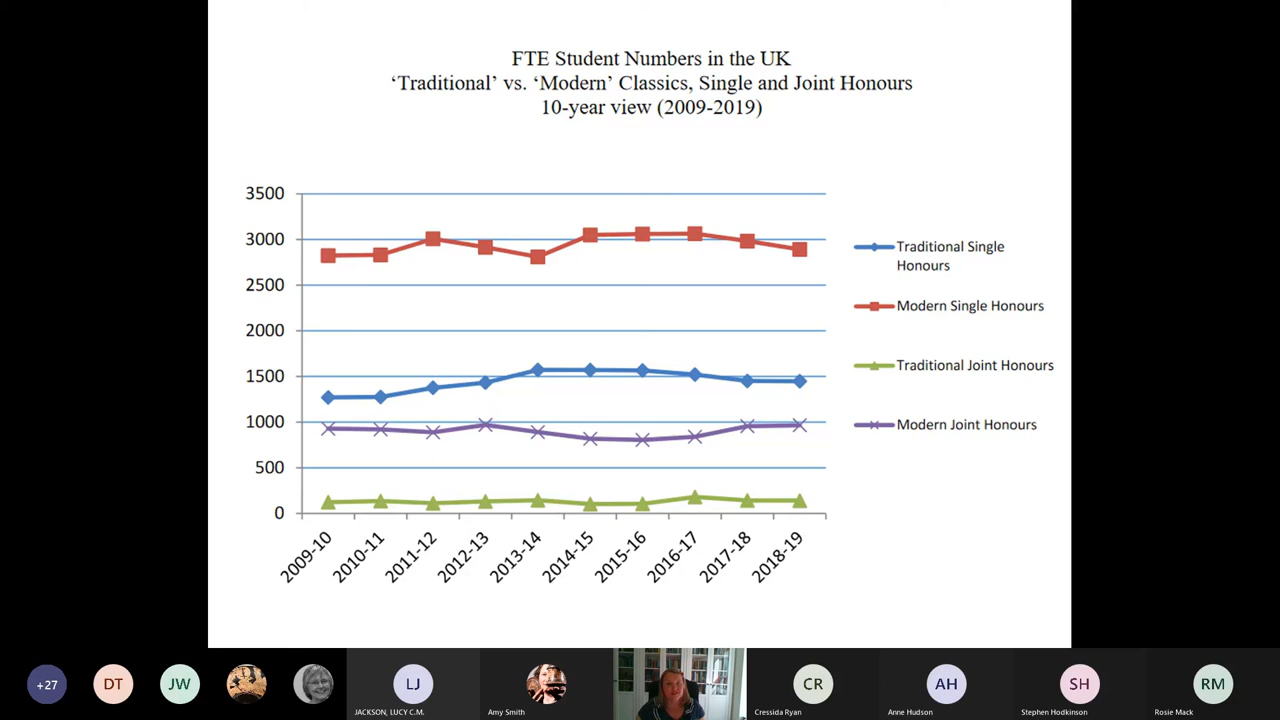 FTE Student Numbers in the UK
‘Traditional’ vs. ‘Modern’ Classics, Single and Joint Honours
10-year view (2009-2019)
3500
3000
2500
2000
1500
1000
500
0
2009-10
2010-11
2011-12
2012-13
2013-14
2014-15
2015-16
2016-17
2017-18
2018-19
Traditional Single
Honours
Modern Single Honours
Traditional Joint Honours
Modern Joint Honours
+27
DT
JW
LJ
JACKSON, LUCY C.M.
Amy Smith
CR
Cressida Ryan
AH
Anne Hudson
SH
Stephen Hodkinson
RM
Rosie Mack